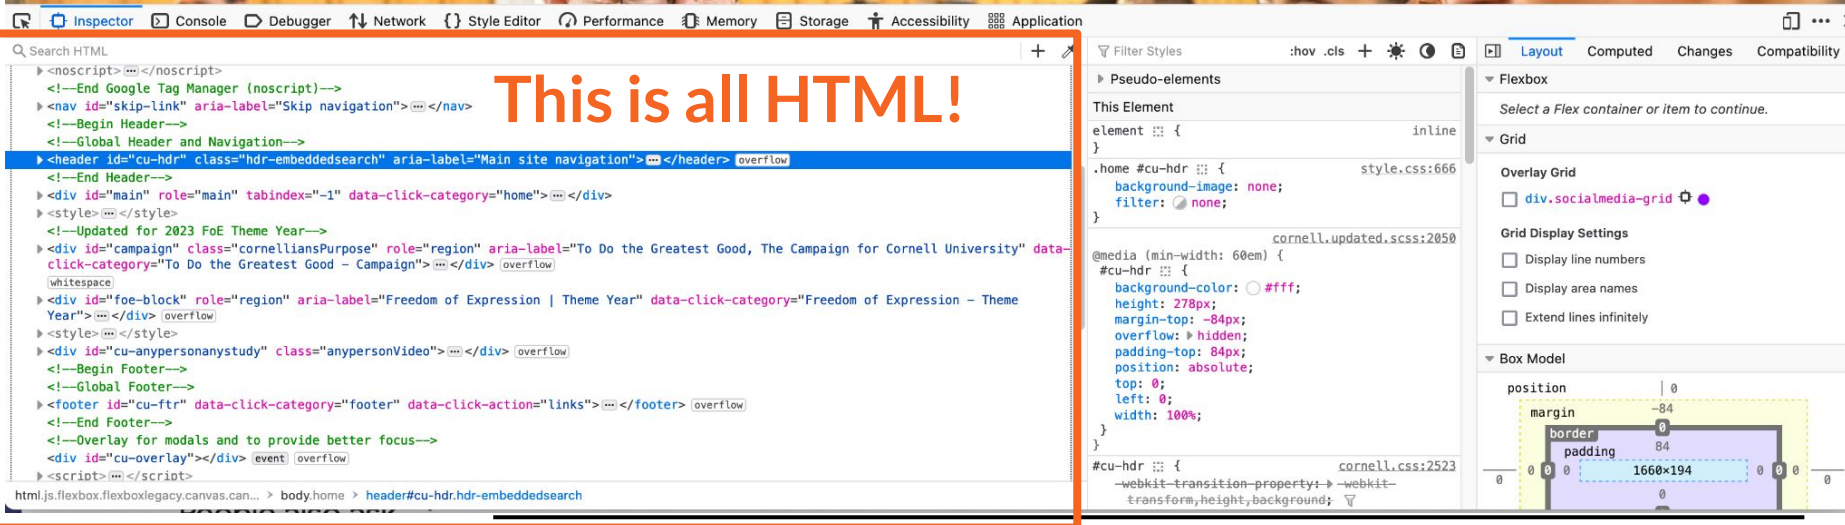 Inspector Console Debugger Network Style Editor Performance Memory Storage Accessibility Application
Search HTML
<noscript></noscript>
<!--End Google Tag Manager (noscript)-->
<nav id="skip-link" aria-label="Skip navigation"></nav>
<!--Begin Header-->
<!--Global Header and Navigation-->
<header id="cu-hdr" class="hdr-embeddedsearch" aria-label="Main site navigation"></header> overflow
<!--End Header-->
<div id="main" role="main" tabindex="-1" data-click-category="home"></div>
<style></style>
<!--Updated for 2023 FoE Theme Year-->
<div id="campaign" class="cornelliansPurpose" role="region" aria-label="To Do the Greatest Good, The Campaign for Cornell University" data-
click-category="To Do the Greatest Good – Campaign"></div> overflow
whitespace
<div id="foe-block" role="region" aria-label="Freedom of Expression | Theme Year" data-click-category="Freedom of Expression – Theme
Year"></div> overflow
<style></style>
<div id="cu-anypersonanystudy" class="anypersonVideo"></div> overflow
<!--Begin Footer-->
<!--Global Footer-->
<footer id="cu-ftr" data-click-category="footer" data-click-action="links"></footer> overflow
<!--End Footer-->
<!--Overlay for modals and to provide better focus-->
<div id="cu-overlay"></div> event overflow
<script></script>
html.js.flexbox.flexboxlegacy.canvas.can... > body.home > header#cu-hdr.hdr-embeddedsearch
This is all HTML!
Filter Styles :hov .cls +
Pseudo-elements
This Element
element { inline
}
.home #cu-hdr { style.css:666
background-image: none;
filter: none;
}
cornell.updated.scss:2050
@media (min-width: 60em) {
#cu-hdr {
background-color: #fff;
height: 278px;
margin-top: -84px;
overflow: hidden;
padding-top: 84px;
position: absolute;
top: 0;
left: 0;
width: 100%;
}
}
#cu-hdr { cornell.css:2523
-webkit-transition-property: -webkit-
transform,height,background;
Layout Computed Changes Compatibility
Flexbox
Select a Flex container or item to continue.
Grid
Overlay Grid
div.socialmedia-grid
Grid Display Settings
Display line numbers
Display area names
Extend lines infinitely
Box Model
position 0
margin -84
border 0
padding 84
0 0 0 1660×194 0 0 0
0 0
0